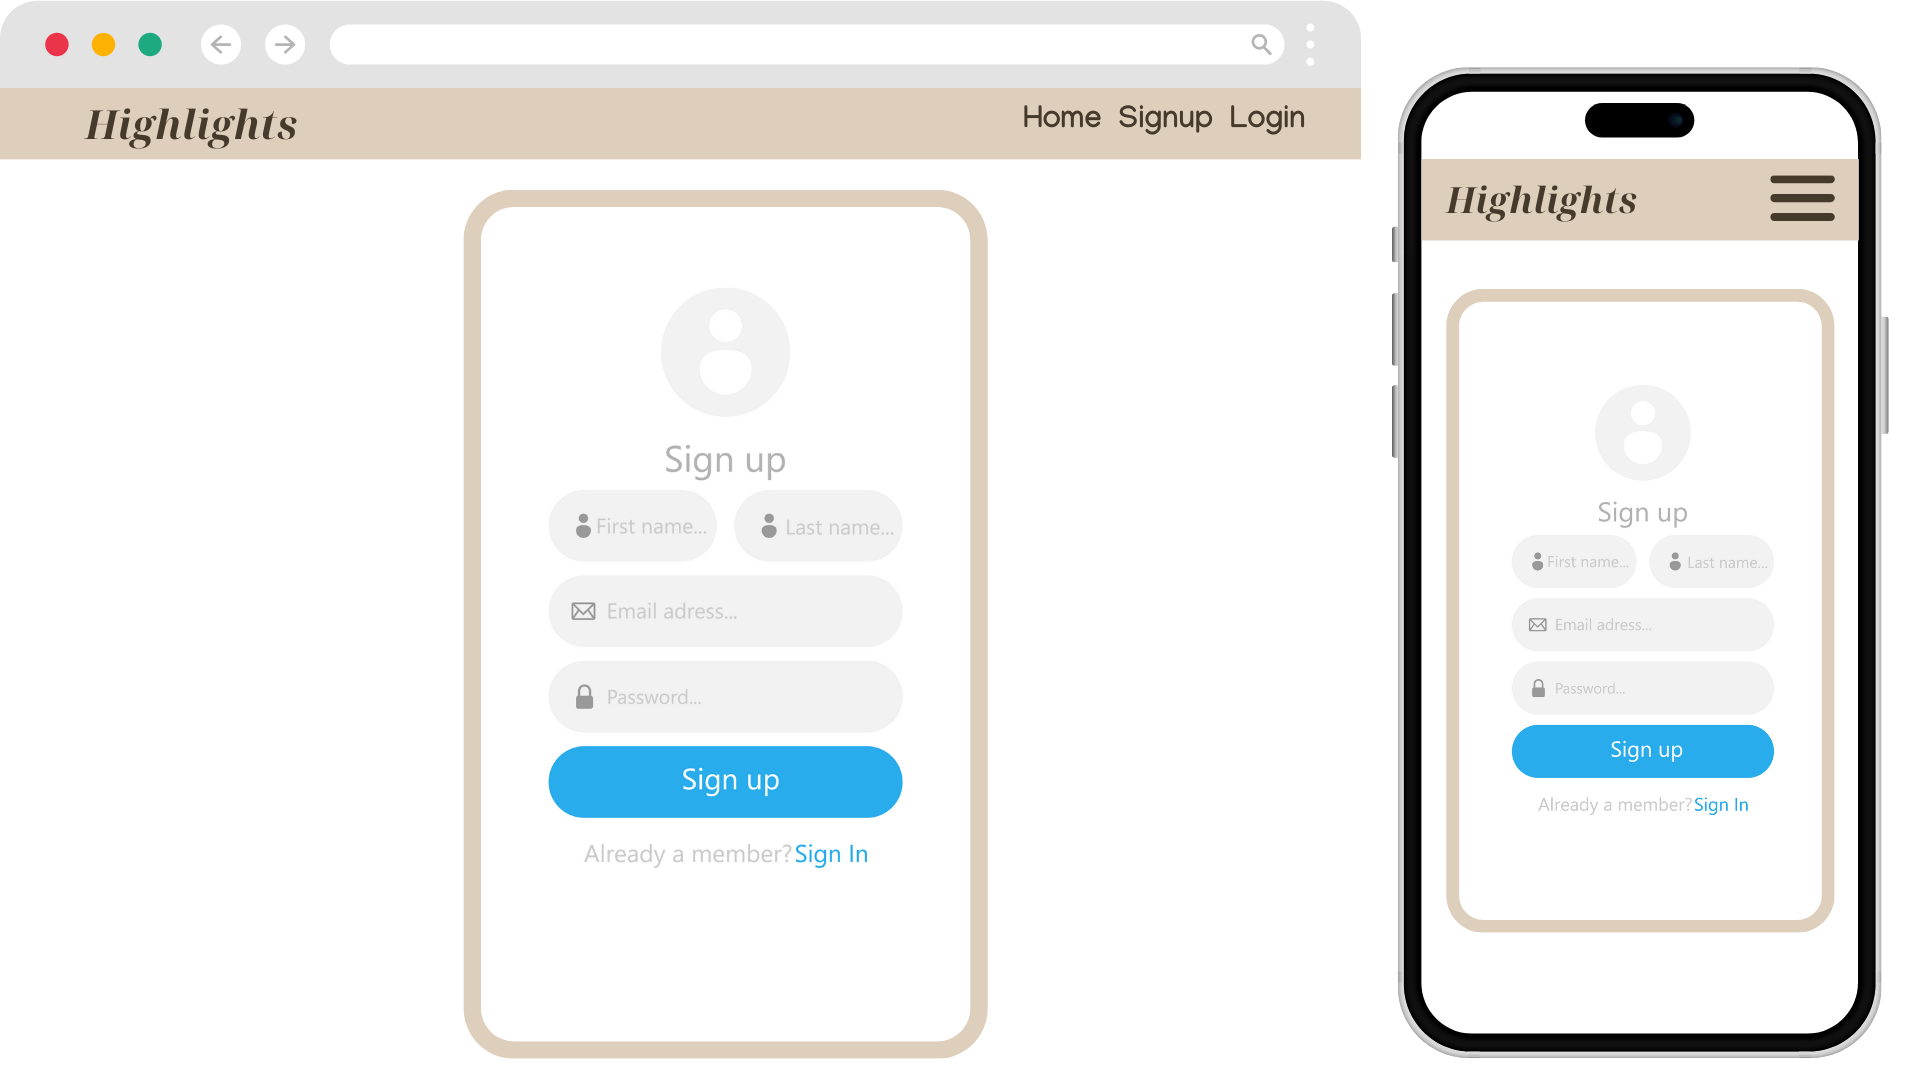 Highlights
Home Signup Login
Sign up
First name... Last name...
Email adress...
Password...
Sign up
Already a member? Sign In
Highlights
Sign up
First name... Last name...
Email adress...
Password...
Sign up
Already a member? Sign In